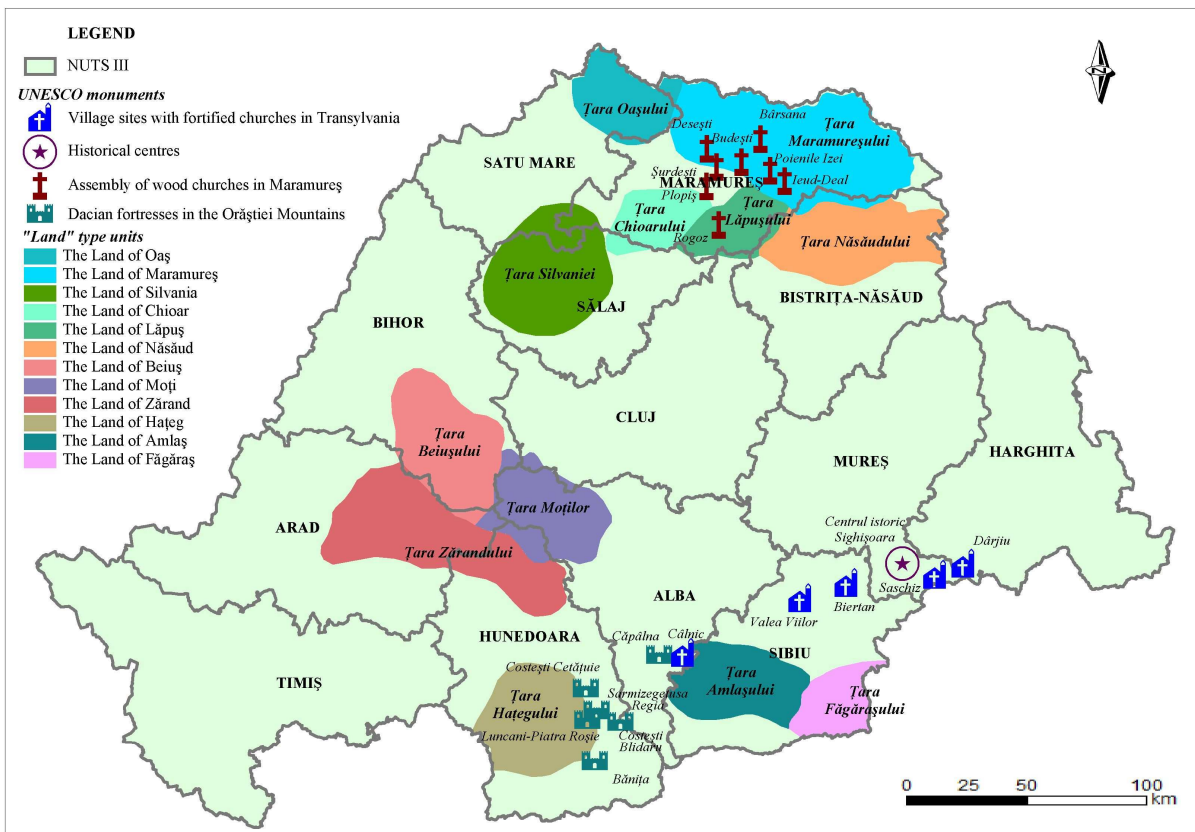 LEGEND
NUTS III
UNESCO monuments
Village sites with fortified churches in Transylvania
Historical centres
Assembly of wood churches in Maramureş
Dacian fortresses in the Orăştiei Mountains
"Land" type units
The Land of Oaş
The Land of Maramureş
The Land of Silvania
The Land of Chioar
The Land of Lăpuş
The Land of Năsăud
The Land of Beiuş
The Land of Moţi
The Land of Zărand
The Land of Haţeg
The Land of Amlaş
The Land of Făgăraş
N
Ţara Oaşului
Deseşti
Budeşti
Bârsana
Ţara
Maramureşului
SATU MARE
Şurdeşti
MARAMUREŞ
Poienile Izei
Plopiş
Ieud-Deal
Ţara
Chioarului
Ţara
Lăpuşului
Rogoz
Ţara Năsăudului
Ţara Silvaniei
SĂLAJ
BISTRIŢA-NĂSĂUD
BIHOR
CLUJ
Ţara
Beiuşului
MUREŞ
HARGHITA
Ţara Moţilor
ARAD
Ţara Zărandului
Centrul istoric
Sighişoara
Dârjiu
Saschiz
Biertan
Valea Viilor
ALBA
HUNEDOARA
Căpâlna
Câlnic
SIBIU
TIMIŞ
Costeşti Cetăţuie
Ţara
Haţegului
Sarmizegetusa
Regia
Luncani-Piatra Roşie
Costeşti
Blidaru
Băniţa
Ţara
Amlaşului
Ţara
Făgăraşului
0 25 50 100
km